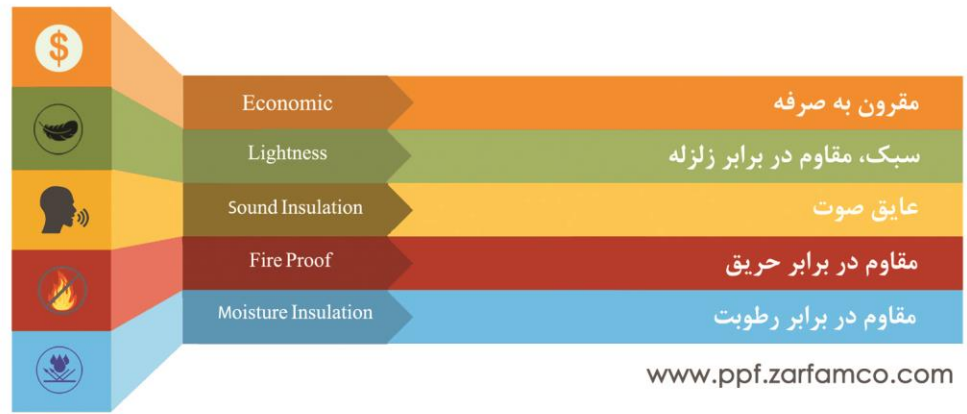 $
Economic
مقرون به صرفه
Lightness
سبک، مقاوم در برابر زلزله
Sound Insulation
عایق صوت
Fire Proof
مقاوم در برابر حریق
Moisture Insulation
مقاوم در برابر رطوبت
www.ppf.zarfamco.com